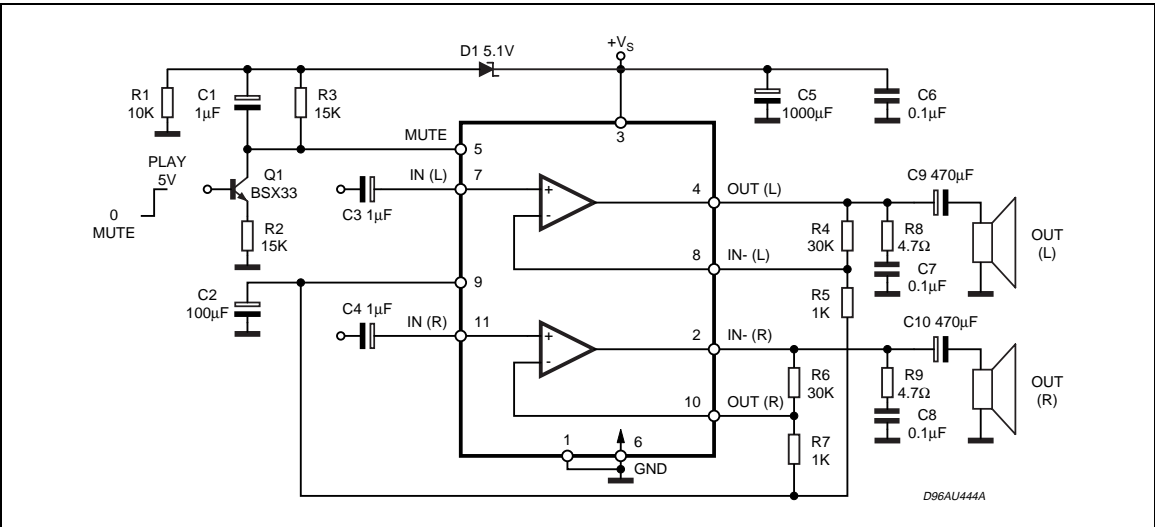 D1 5.1V
+VS
R1
10K
C1
1μF
R3
15K
C5
1000μF
C6
0.1μF
3
MUTE
5
PLAY
5V
0
MUTE
Q1
BSX33
R2
15K
IN (L)
7
C3 1μF
+
-
4
OUT (L)
C9 470μF
R4
30K
R8
4.7Ω
C7
0.1μF
OUT
(L)
8
IN- (L)
R5
1K
C2
100μF
9
C4 1μF
IN (R)
11
+
-
2
IN- (R)
C10 470μF
R6
30K
R9
4.7Ω
C8
0.1μF
OUT
(R)
10
OUT (R)
R7
1K
1
6
GND
D96AU444A